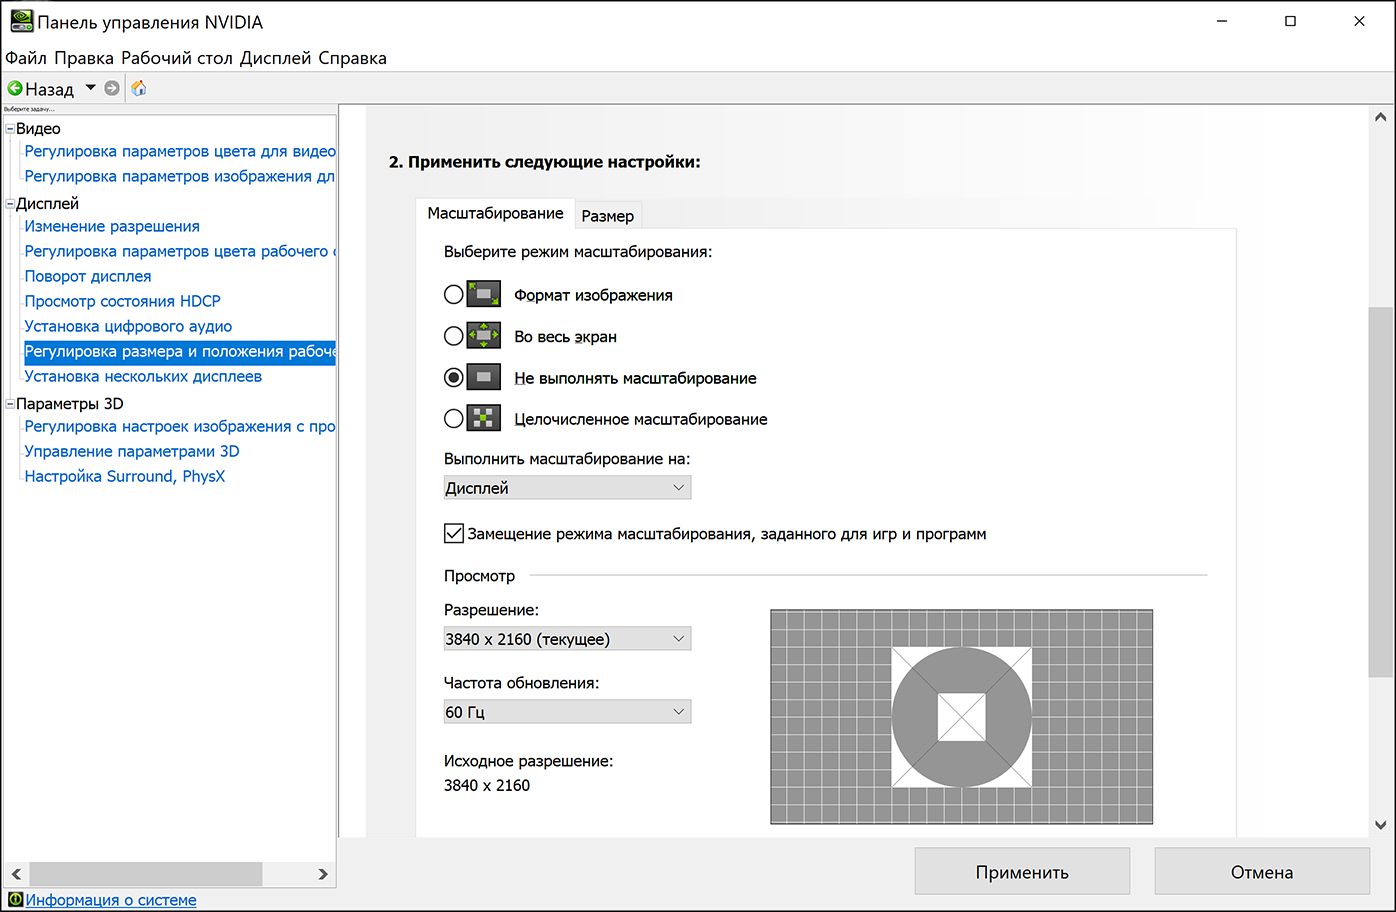 Панель управления NVIDIA
Файл Правка Рабочий стол Дисплей Справка
Назад
Выберите задачу...
Видео
Регулировка параметров цвета для видео
Регулировка параметров изображения дл
Дисплей
Изменение разрешения
Регулировка параметров цвета рабочего с
Поворот дисплея
Просмотр состояния HDCP
Установка цифрового аудио
Регулировка размера и положения рабоче
Установка нескольких дисплеев
Параметры 3D
Регулировка настроек изображения с про
Управление параметрами 3D
Настройка Surround, PhysX
Информация о системе
2. Применить следующие настройки:
Масштабирование Размер
Выберите режим масштабирования:
Формат изображения
Во весь экран
Не выполнять масштабирование
Целочисленное масштабирование
Выполнить масштабирование на:
Дисплей
Замещение режима масштабирования, заданного для игр и программ
Просмотр
Разрешение:
3840 x 2160 (текущее)
Частота обновления:
60 Гц
Исходное разрешение:
3840 x 2160
Применить Отмена